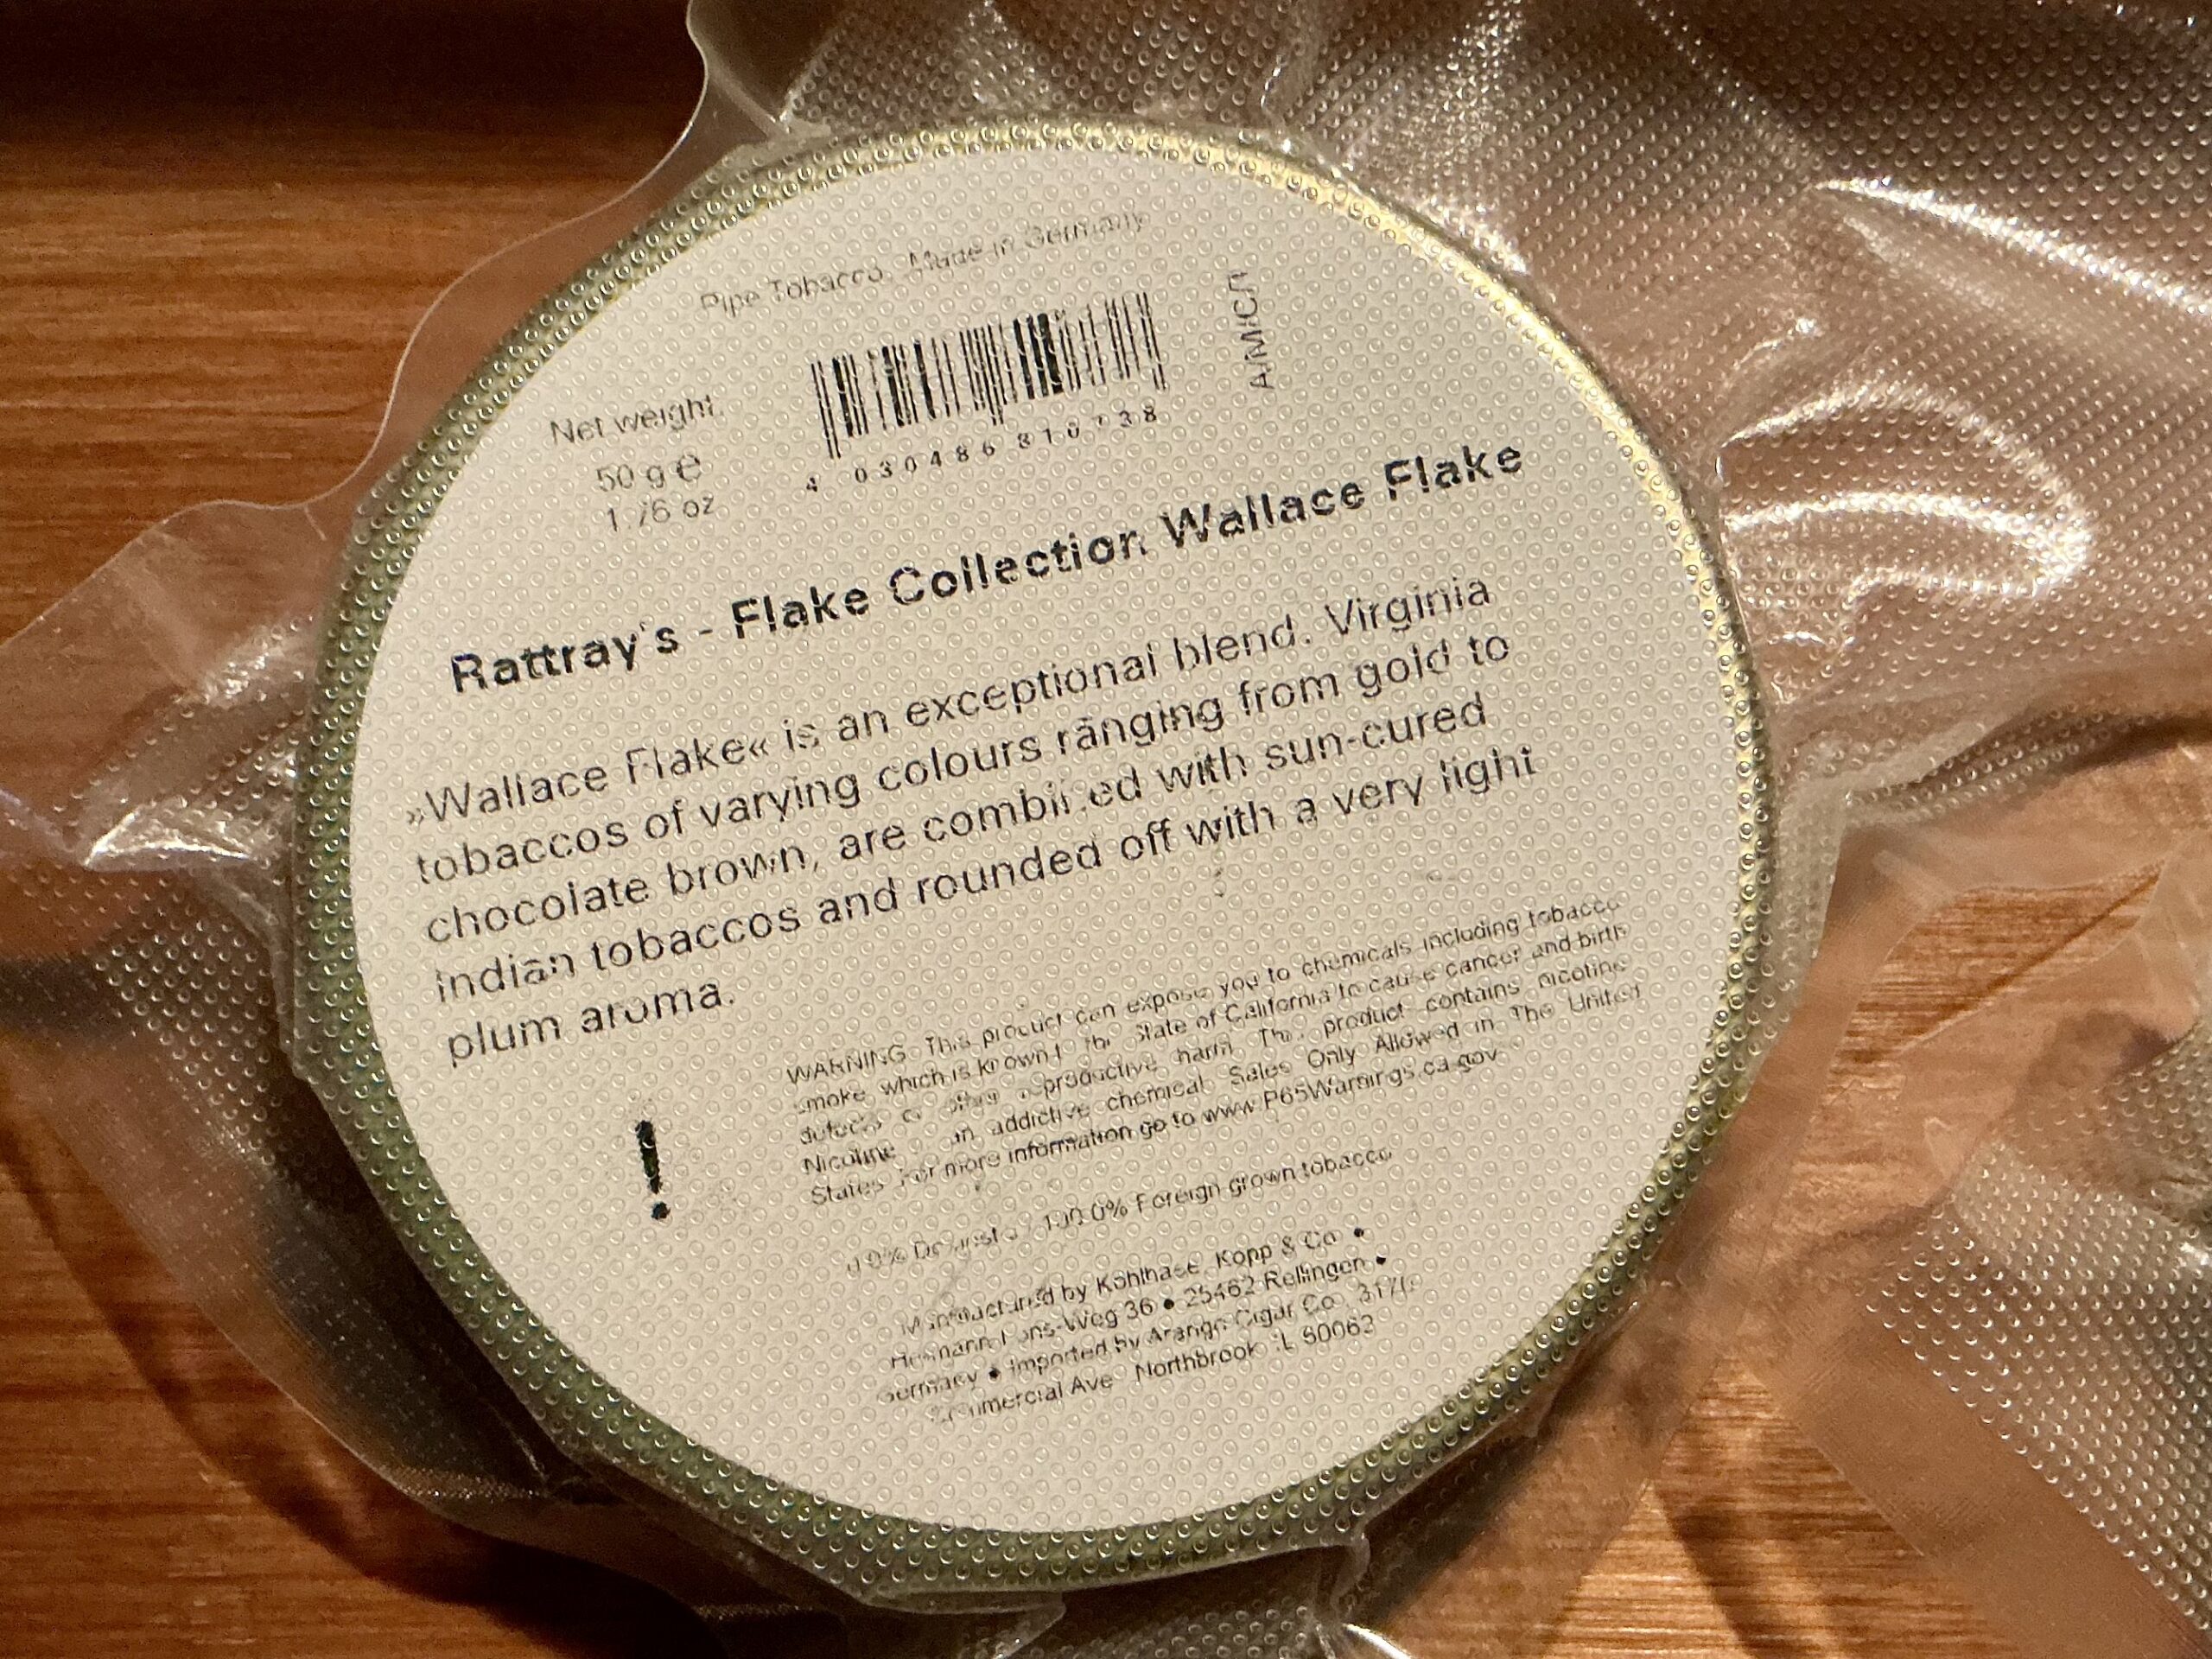 Pipe Tobacco. Made in Germany
A/M/C/1
Net weight:
50 g e
1.76 oz
4 030486 810738
Rattray's - Flake Collection Wallace Flake
»Wallace Flake« is an exceptional blend. Virginia
tobaccos of varying colours ranging from gold to
chocolate brown, are combined with sun-cured
indian tobaccos and rounded off with a very light
plum aroma.
!
WARNING This product can expose you to chemicals including tobacco
smoke which is known to the State of California to cause cancer and birth
defects or other reproductive harm. This product contains nicotine
Nicotine an addictive chemical. Sales Only Allowed in The United
States For more information go to www.P65Warnings.ca.gov
Domestic / 100.0% Foreign grown tobacco
Manufactured by Kohlhase, Kopp & Co •
Hermann-Löns-Weg 36 • 25462 Rellingen •
Germany • Imported by Arango Cigar Co.
Commercial Ave Northbrook IL 60062